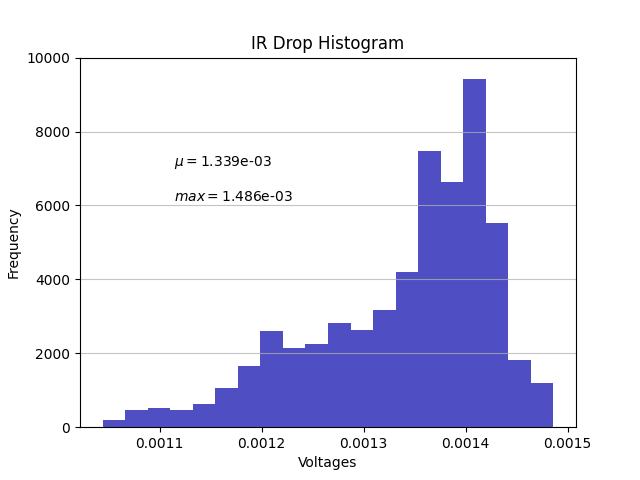 IR Drop Histogram
10000
8000
6000
4000
2000
0
Frequency
μ = 1.339e-03
max = 1.486e-03
0.0011 0.0012 0.0013 0.0014 0.0015
Voltages